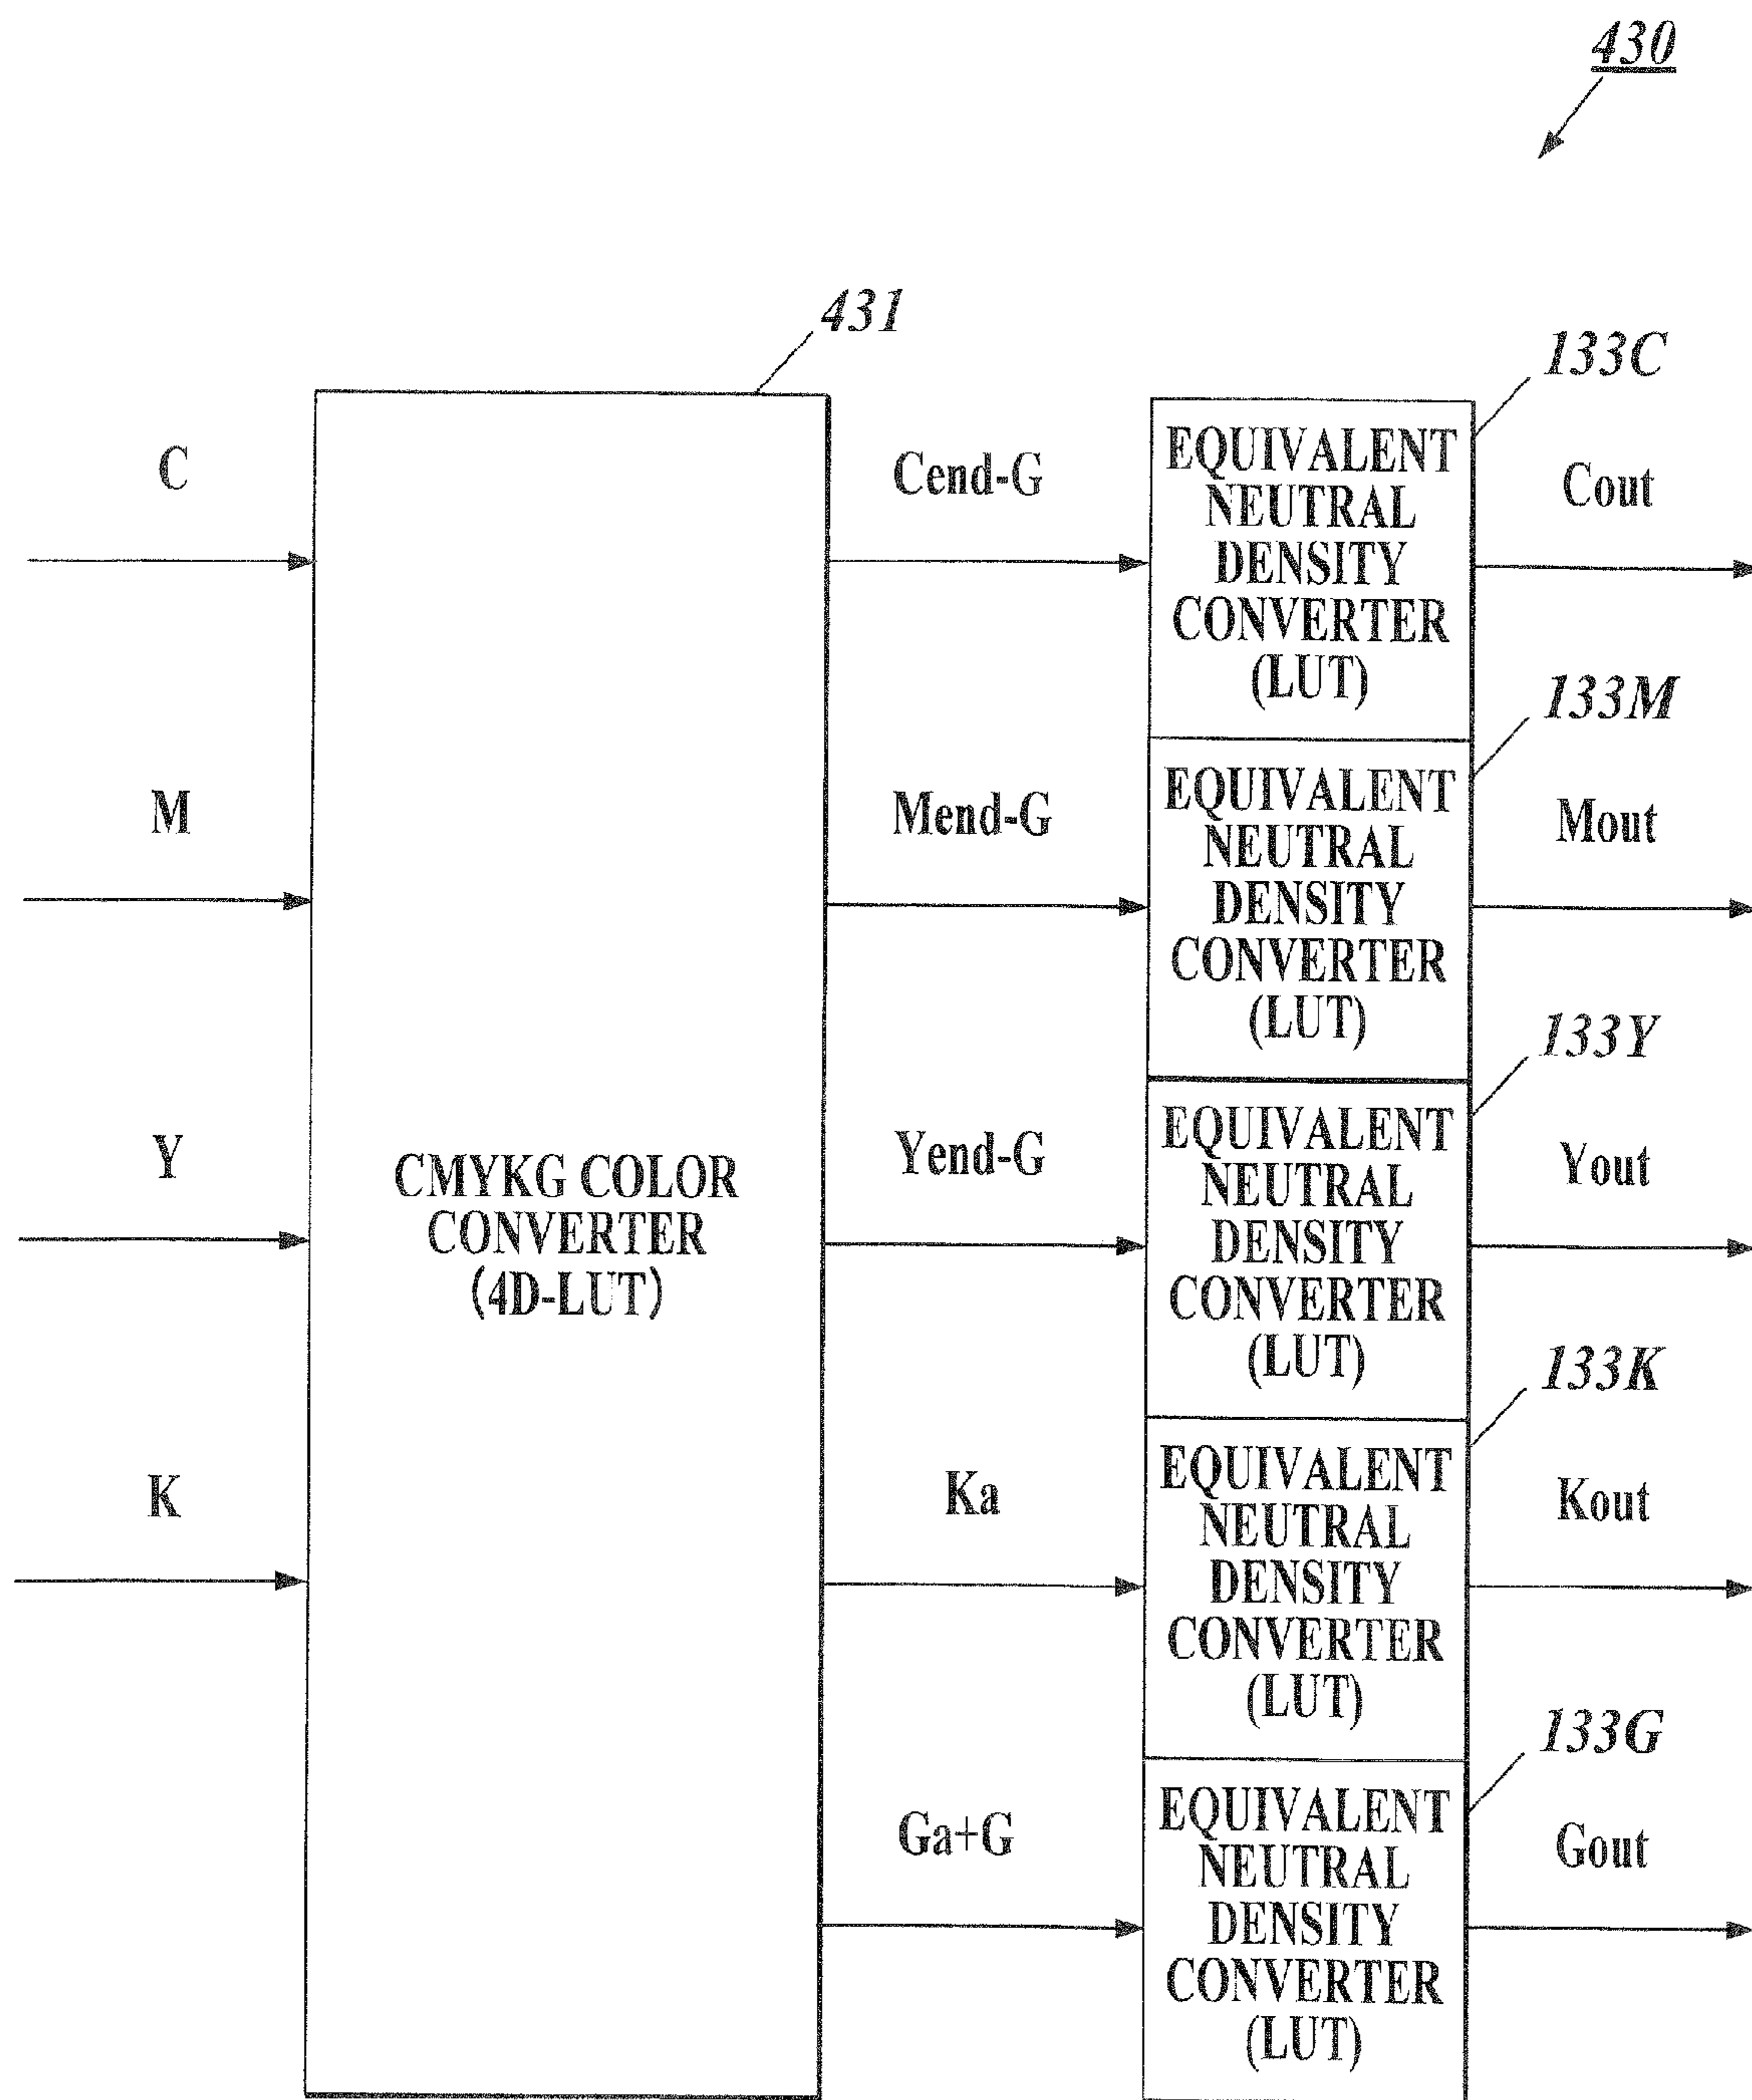 430
431
133C
C
Cend-G
EQUIVALENT
NEUTRAL
DENSITY
CONVERTER
(LUT)
Cout
133M
M
Mend-G
EQUIVALENT
NEUTRAL
DENSITY
CONVERTER
(LUT)
Mout
133Y
Y
CMYKG COLOR
CONVERTER
(4D-LUT)
Yend-G
EQUIVALENT
NEUTRAL
DENSITY
CONVERTER
(LUT)
Yout
133K
K
Ka
EQUIVALENT
NEUTRAL
DENSITY
CONVERTER
(LUT)
Kout
133G
Ga+G
EQUIVALENT
NEUTRAL
DENSITY
CONVERTER
(LUT)
Gout